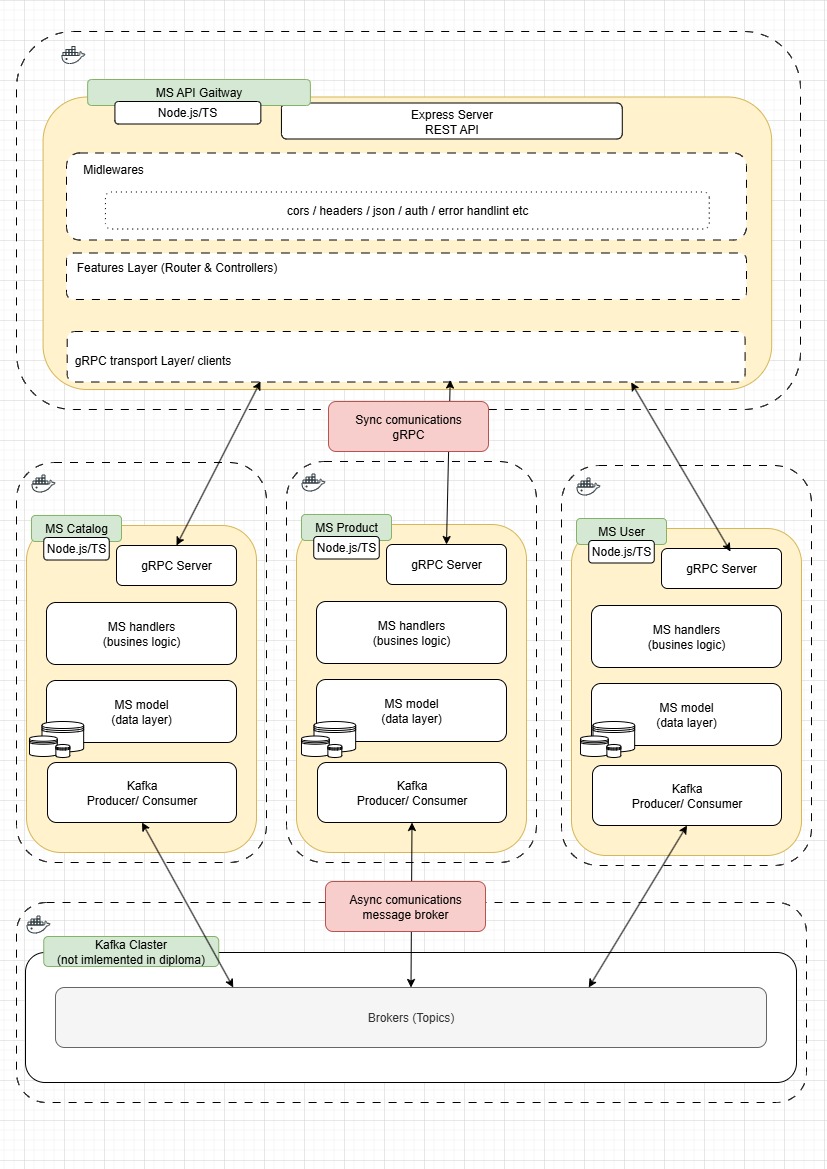 MS API Gaitway
Node.js/TS
Express Server
REST API
Midlewares
cors / headers / json / auth / error handlint etc
Features Layer (Router & Controllers)
gRPC transport Layer/ clients
Sync comunications
gRPC
MS Catalog
Node.js/TS
gRPC Server
MS handlers
(busines logic)
MS model
(data layer)
Kafka
Producer/ Consumer
MS Product
Node.js/TS
gRPC Server
MS handlers
(busines logic)
MS model
(data layer)
Kafka
Producer/ Consumer
MS User
Node.js/TS
gRPC Server
MS handlers
(busines logic)
MS model
(data layer)
Kafka
Producer/ Consumer
Async comunications
message broker
Kafka Claster
(not imlemented in diploma)
Brokers (Topics)